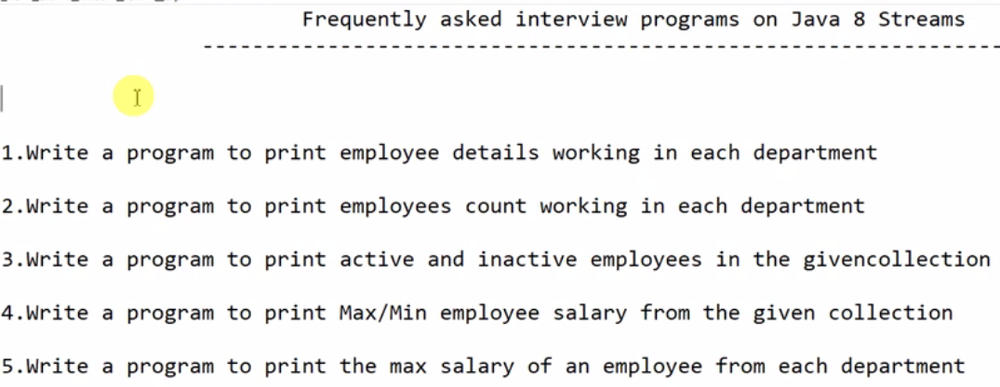 Frequently asked interview programs on Java 8 Streams
--------------------------------------------------------------
1.Write a program to print employee details working in each department
2.Write a program to print employees count working in each department
3.Write a program to print active and inactive employees in the givencollection
4.Write a program to print Max/Min employee salary from the given collection
5.Write a program to print the max salary of an employee from each department